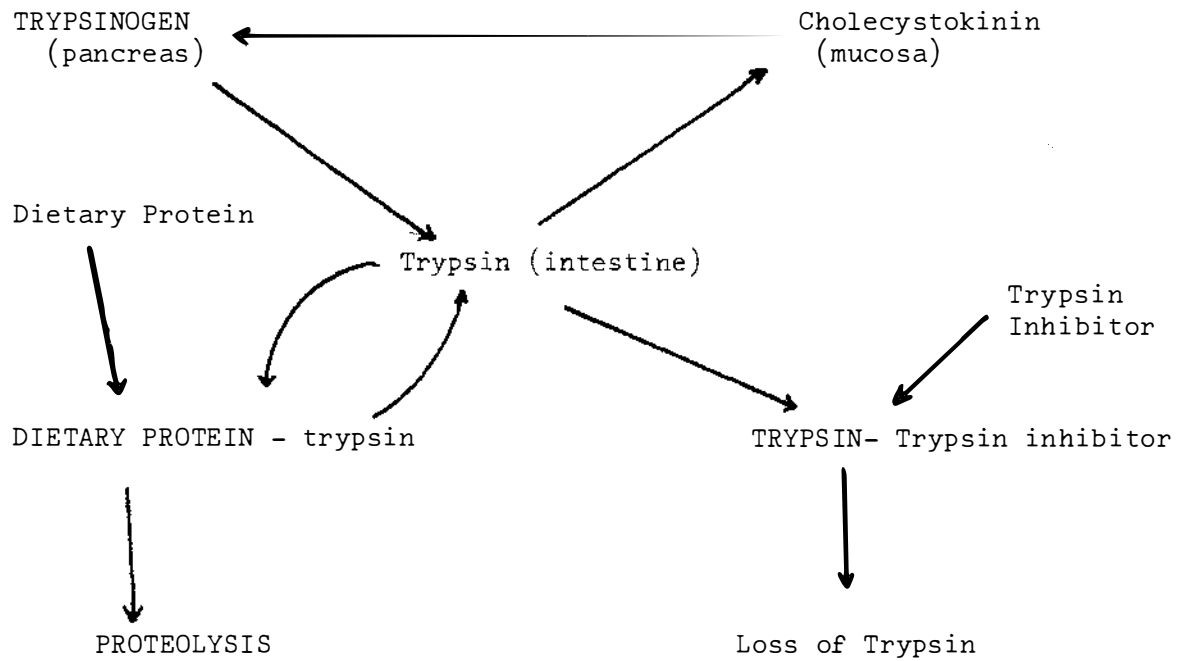 TRYPSINOGEN
(pancreas)
Cholecystokinin
(mucosa)
Dietary Protein
Trypsin (intestine)
Trypsin
Inhibitor
DIETARY PROTEIN - trypsin
TRYPSIN- Trypsin inhibitor
PROTEOLYSIS
Loss of Trypsin